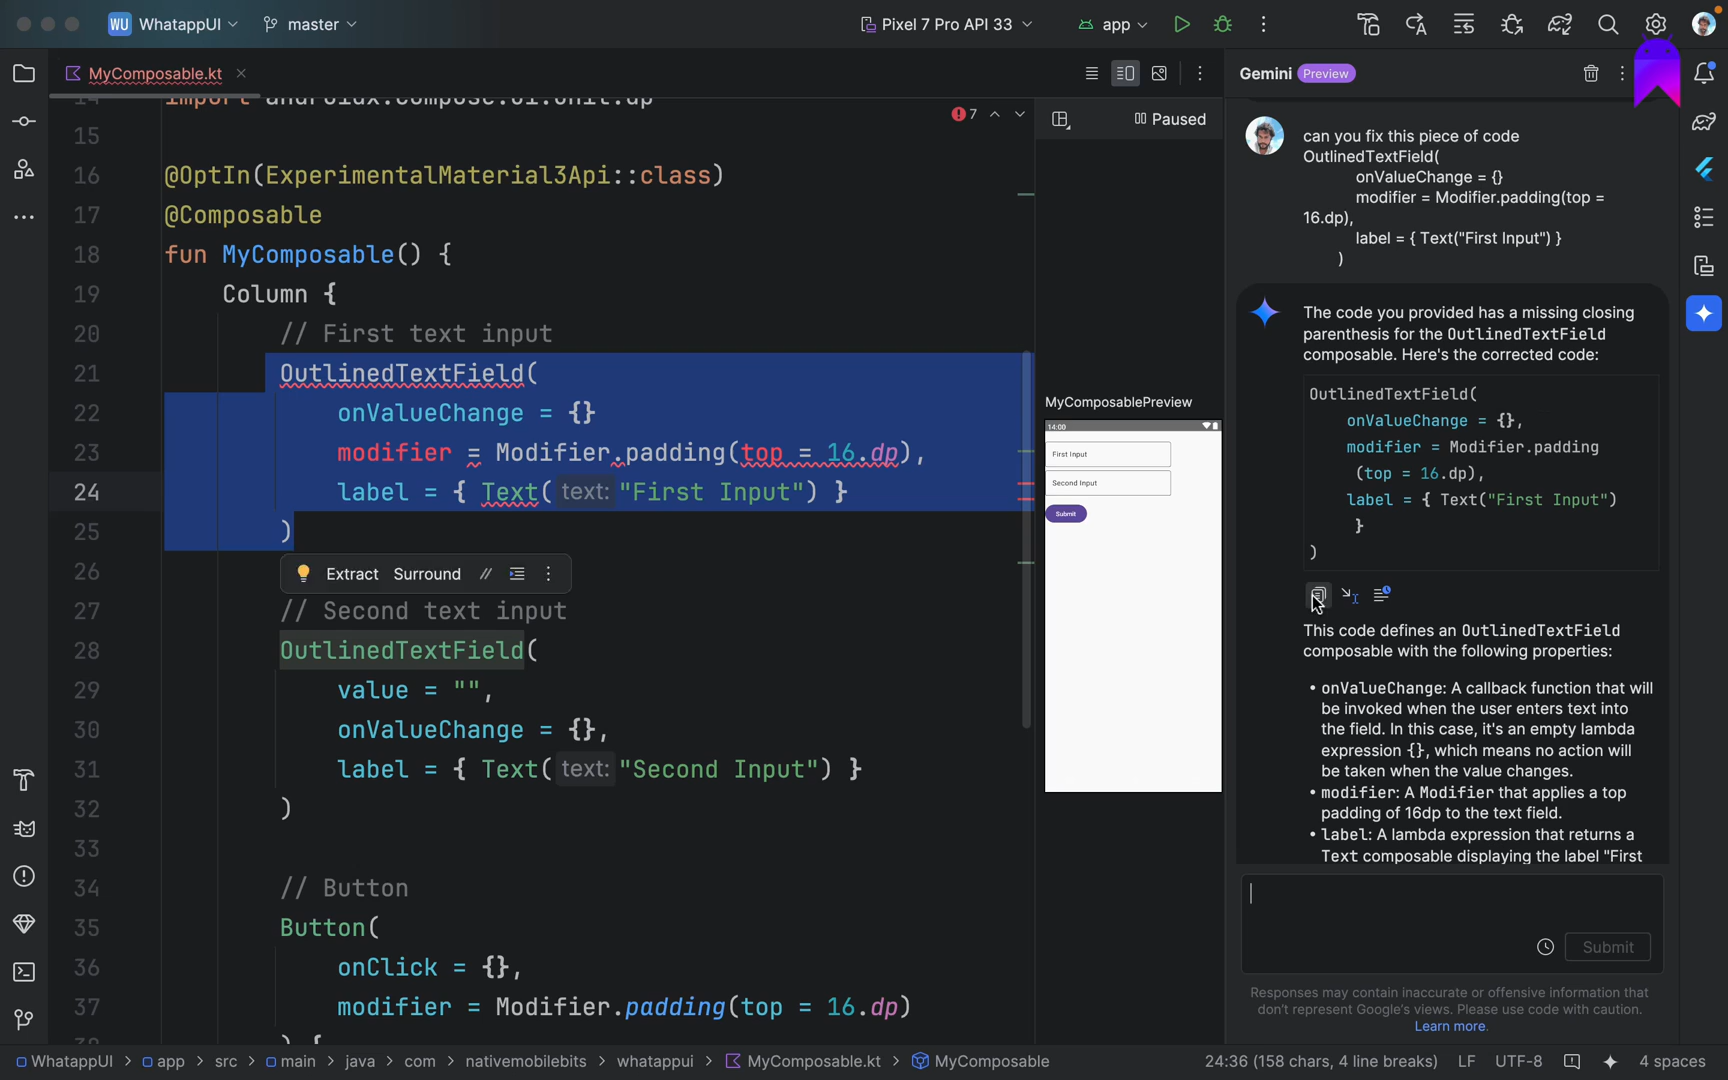 WU WhatappUI master Pixel 7 Pro API 33 app
MyComposable.kt
7
Paused
Gemini Preview
14 import androidx.compose.ui.unit.dp
15
16 @OptIn(ExperimentalMaterial3Api::class)
17 @Composable
18 fun MyComposable() {
19 Column {
20 // First text input
21 OutlinedTextField(
22 onValueChange = {}
23 modifier = Modifier.padding(top = 16.dp),
24 label = { Text( text: "First Input") }
25 )
26
Extract Surround //
27 // Second text input
28 OutlinedTextField(
29 value = "",
30 onValueChange = {},
31 label = { Text( text: "Second Input") }
32 )
33
34 // Button
35 Button(
36 onClick = {},
37 modifier = Modifier.padding(top = 16.dp)
38 ) {
MyComposablePreview
14:00
First Input
Second Input
Submit
can you fix this piece of code
OutlinedTextField(
onValueChange = {}
modifier = Modifier.padding(top =
16.dp),
label = { Text("First Input") }
)
The code you provided has a missing closing
parenthesis for the OutlinedTextField
composable. Here's the corrected code:
OutlinedTextField(
onValueChange = {},
modifier = Modifier.padding
(top = 16.dp),
label = { Text("First Input")
}
)
This code defines an OutlinedTextField
composable with the following properties:
• onValueChange: A callback function that will
be invoked when the user enters text into
the field. In this case, it's an empty lambda
expression {}, which means no action will
be taken when the value changes.
• modifier: A Modifier that applies a top
padding of 16dp to the text field.
• label: A lambda expression that returns a
Text composable displaying the label "First
Submit
Responses may contain inaccurate or offensive information that
don't represent Google's views. Please use code with caution.
Learn more.
WhatappUI > app > src > main > java > com > nativemobilebits > whatappui > MyComposable.kt > MyComposable
24:36 (158 chars, 4 line breaks) LF UTF-8 4 spaces